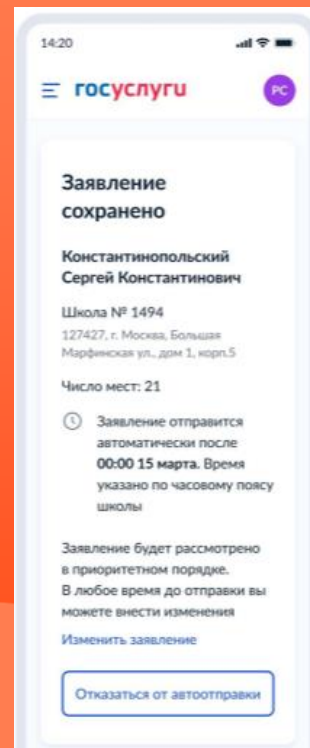 14:20
госуслуги
РС
Заявление
сохранено
Константинопольский
Сергей Константинович
Школа № 1494
127427, г. Москва, Большая
Марфинская ул., дом 1, корп.5
Число мест: 21
Заявление отправится
автоматически после
00:00 15 марта. Время
указано по часовому поясу
школы
Заявление будет рассмотрено
в приоритетном порядке.
В любое время до отправки вы
можете внести изменения
Изменить заявление
Отказаться от автоотправки